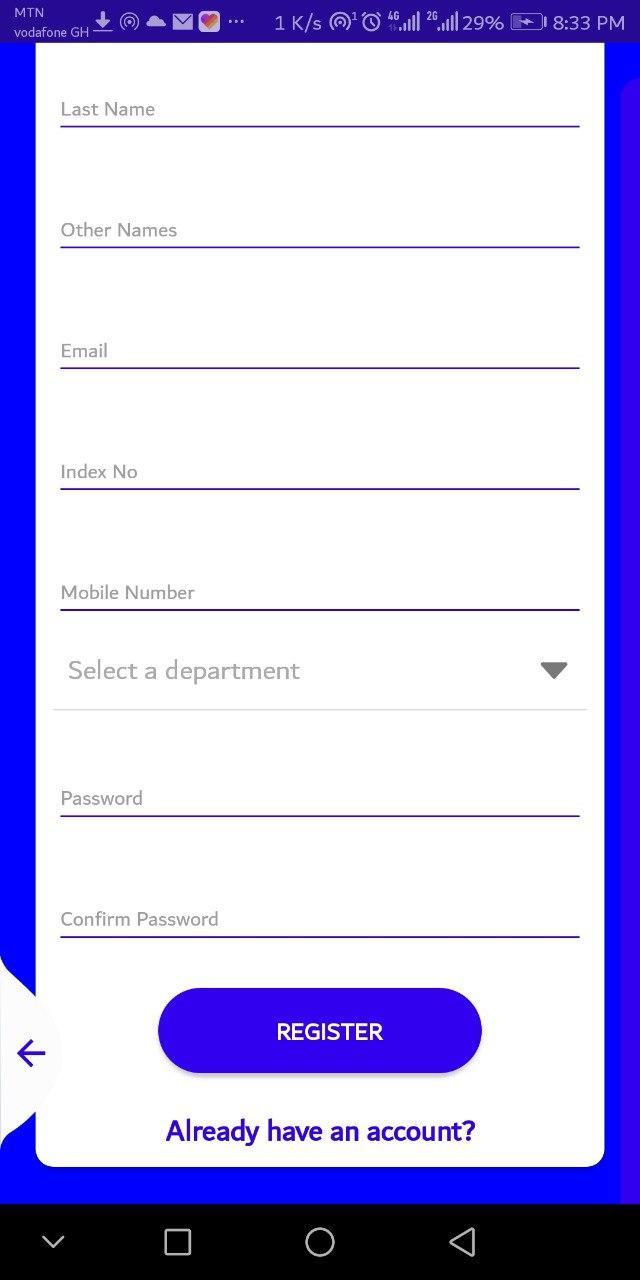 MTN
vodafone GH
1 K/s 1 4G 2G 29% 8:33 PM
Last Name
Other Names
Email
Index No
Mobile Number
Select a department
Password
Confirm Password
REGISTER
Already have an account?